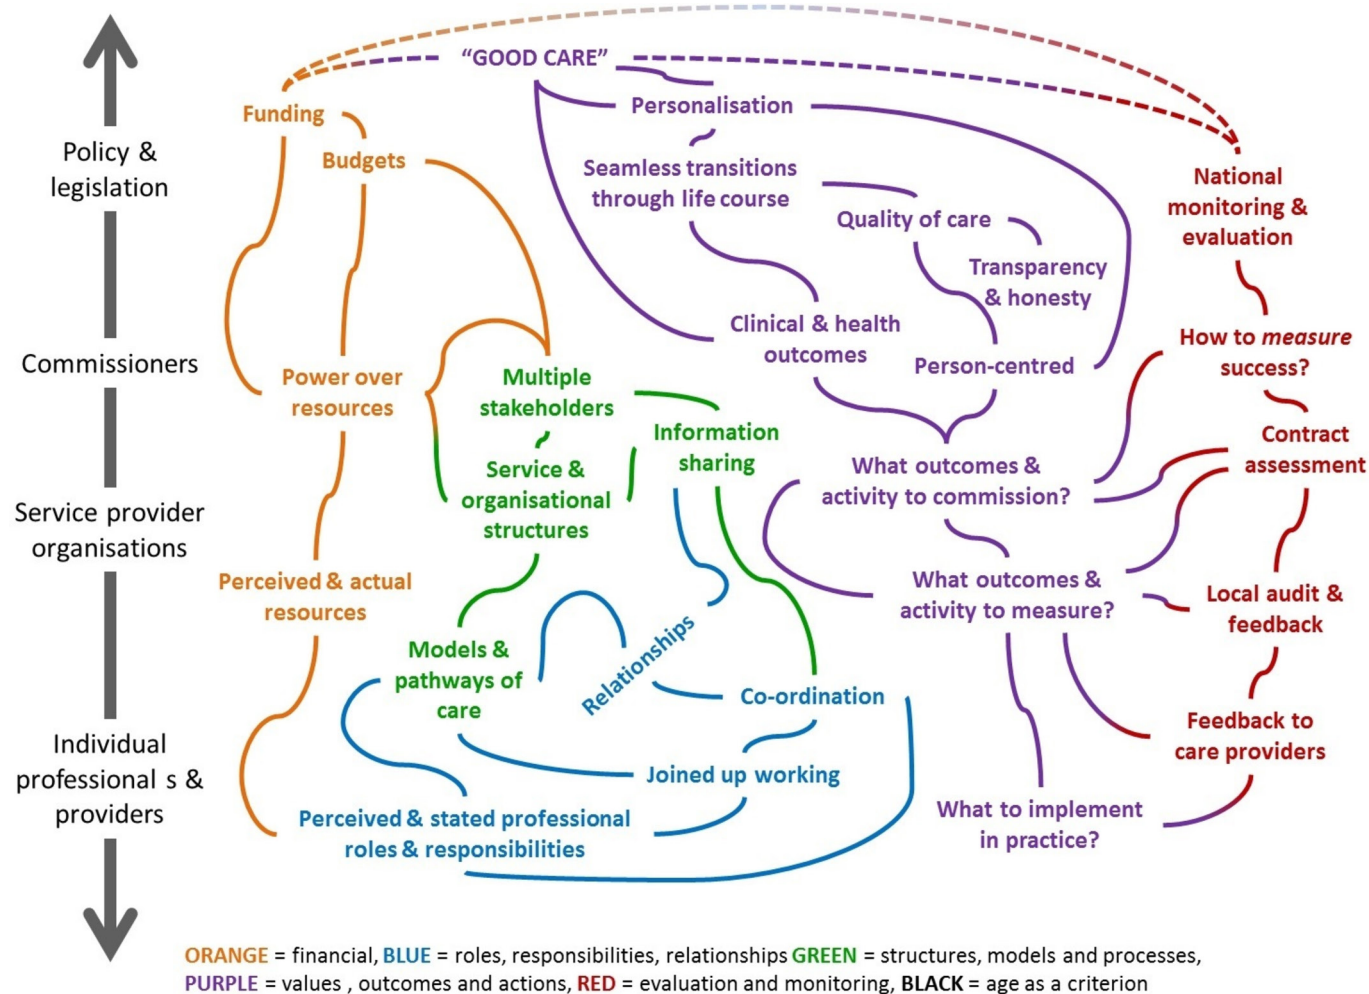 Policy &
legislation
Commissioners
Service provider
organisations
Individual
professional s &
providers
Funding
Budgets
Power over
resources
Perceived & actual
resources
Multiple
stakeholders
Information
sharing
Service &
organisational
structures
Models &
pathways of
care
Relationships
Co-ordination
Joined up working
Perceived & stated professional
roles & responsibilities
“GOOD CARE”
Personalisation
Seamless transitions
through life course
Quality of care
Transparency
& honesty
Clinical & health
outcomes
Person-centred
What outcomes &
activity to commission?
What outcomes &
activity to measure?
What to implement
in practice?
National
monitoring &
evaluation
How to measure
success?
Contract
assessment
Local audit &
feedback
Feedback to
care providers
ORANGE = financial, BLUE = roles, responsibilities, relationships GREEN = structures, models and processes,
PURPLE = values , outcomes and actions, RED = evaluation and monitoring, BLACK = age as a criterion